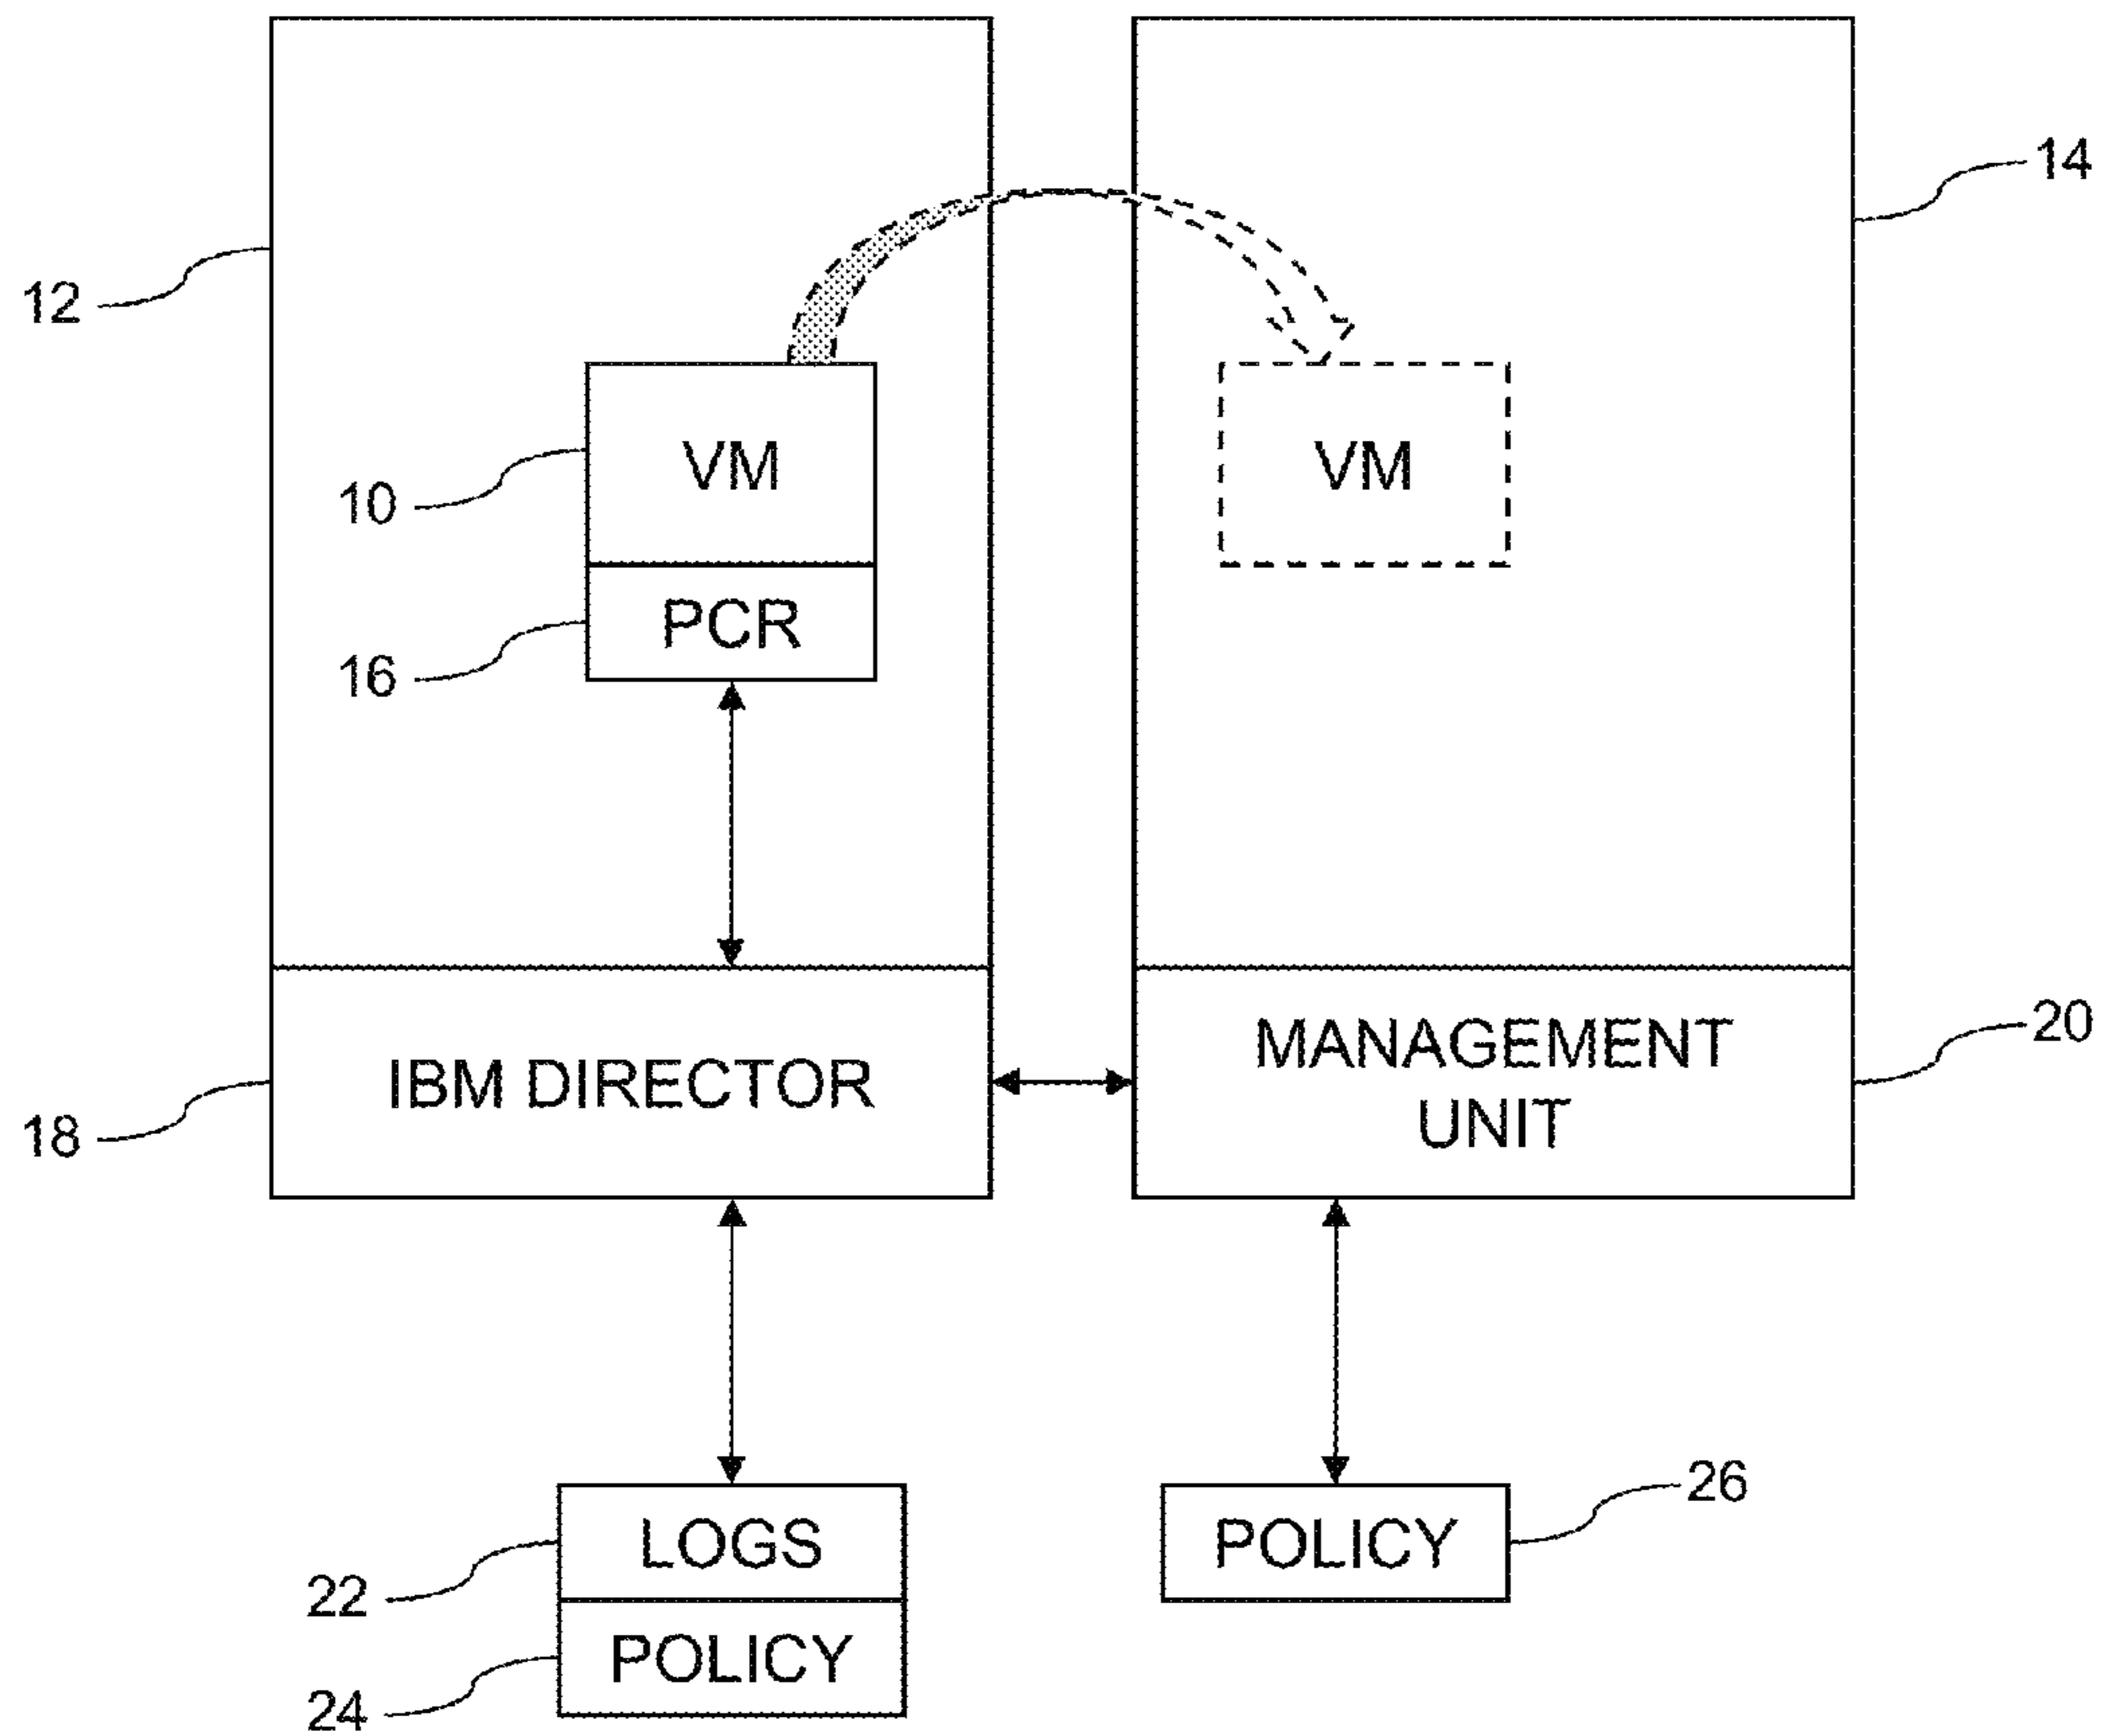 14
12
VM
VM
10
PCR
16
20
IBM DIRECTOR
MANAGEMENT
UNIT
18
26
LOGS
POLICY
22
POLICY
24